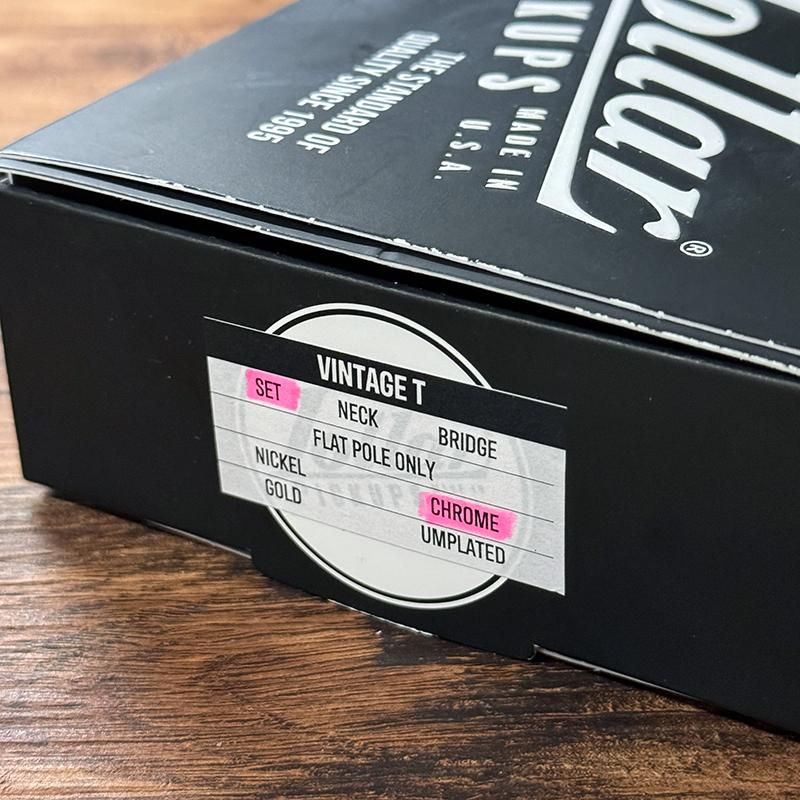 ollar®
KUPS
MADE IN
U.S.A.
THE STANDARD OF
QUALITY SINCE 1995
VINTAGE T
SET NECK BRIDGE
FLAT POLE ONLY
NICKEL CHROME
GOLD UMPLATED